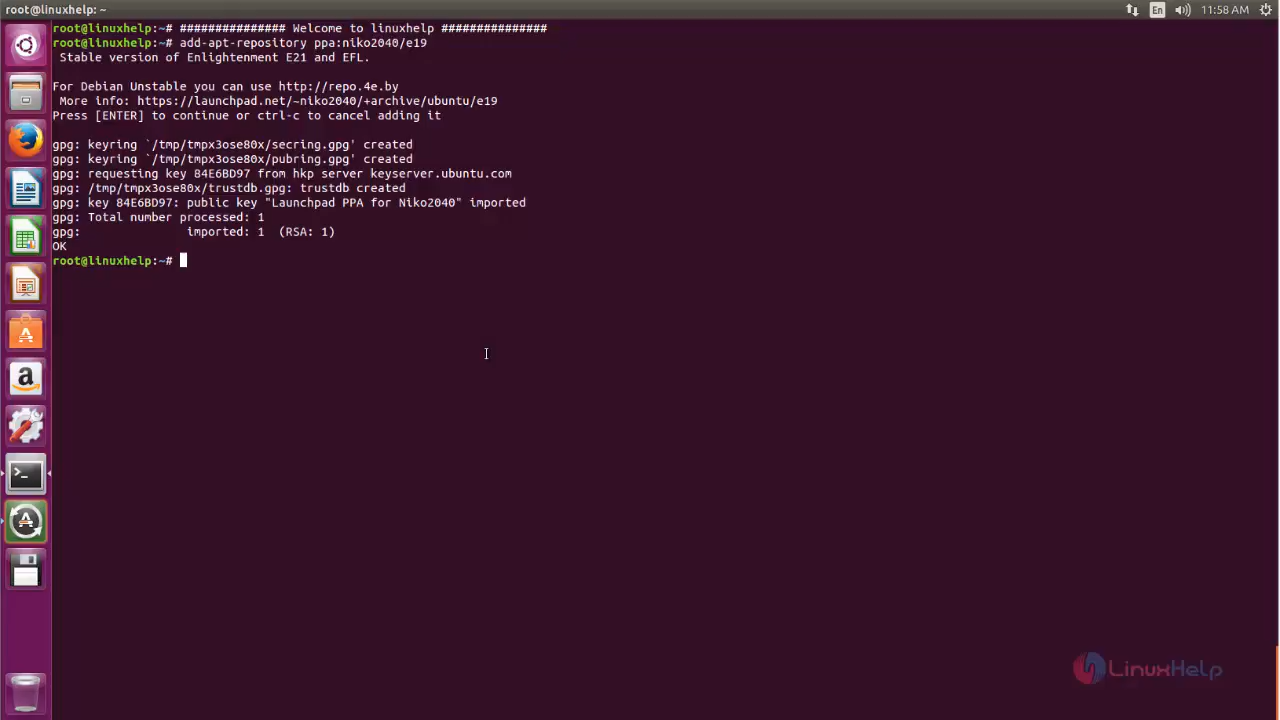 root@linuxhelp: ~
En
11:58 AM
root@linuxhelp:~# ############### Welcome to linuxhelp ###############
root@linuxhelp:~# add-apt-repository ppa:niko2040/e19
Stable version of Enlightenment E21 and EFL.
For Debian Unstable you can use http://repo.4e.by
More info: https://launchpad.net/~niko2040/+archive/ubuntu/e19
Press [ENTER] to continue or ctrl-c to cancel adding it
gpg: keyring `/tmp/tmpx3ose80x/secring.gpg' created
gpg: keyring `/tmp/tmpx3ose80x/pubring.gpg' created
gpg: requesting key 84E6BD97 from hkp server keyserver.ubuntu.com
gpg: /tmp/tmpx3ose80x/trustdb.gpg: trustdb created
gpg: key 84E6BD97: public key "Launchpad PPA for Niko2040" imported
gpg: Total number processed: 1
gpg:               imported: 1  (RSA: 1)
OK
root@linuxhelp:~#
LinuxHelp